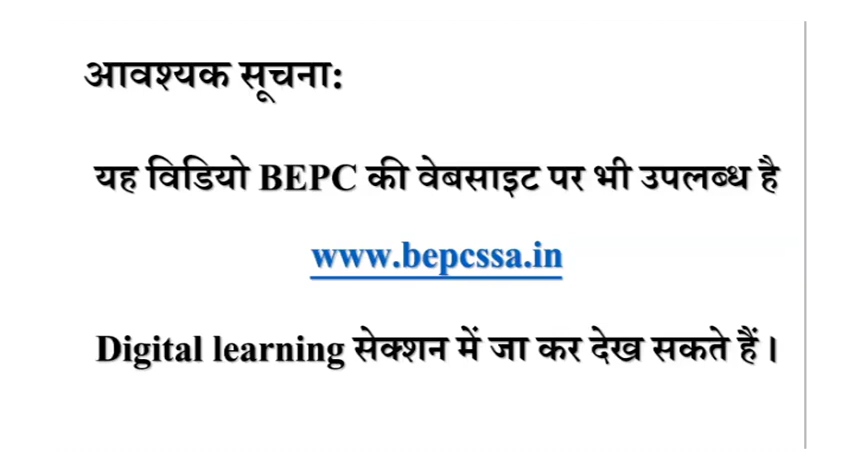 आवश्यक सूचना:
यह विडियो BEPC की वेबसाइट पर भी उपलब्ध है
www.bepcssa.in
Digital learning सेक्शन में जा कर देख सकते हैं।